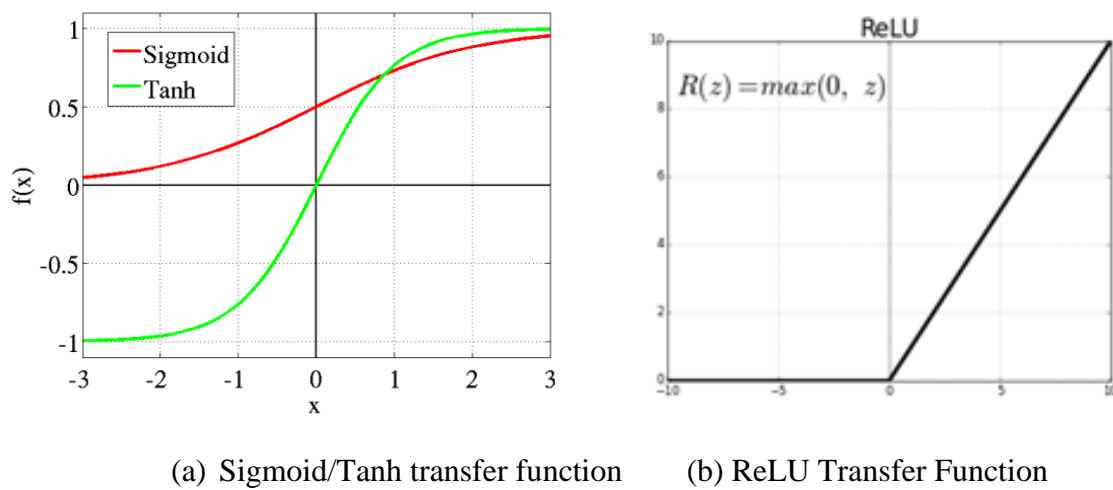 1
0.5
0
-0.5
-1
f(x)
Sigmoid
Tanh
-3 -2 -1 0 1 2 3
x
ReLU
R(z)=max(0, z)
10
8
6
4
2
0
-10 -5 0 5 10
(a) Sigmoid/Tanh transfer function (b) ReLU Transfer Function